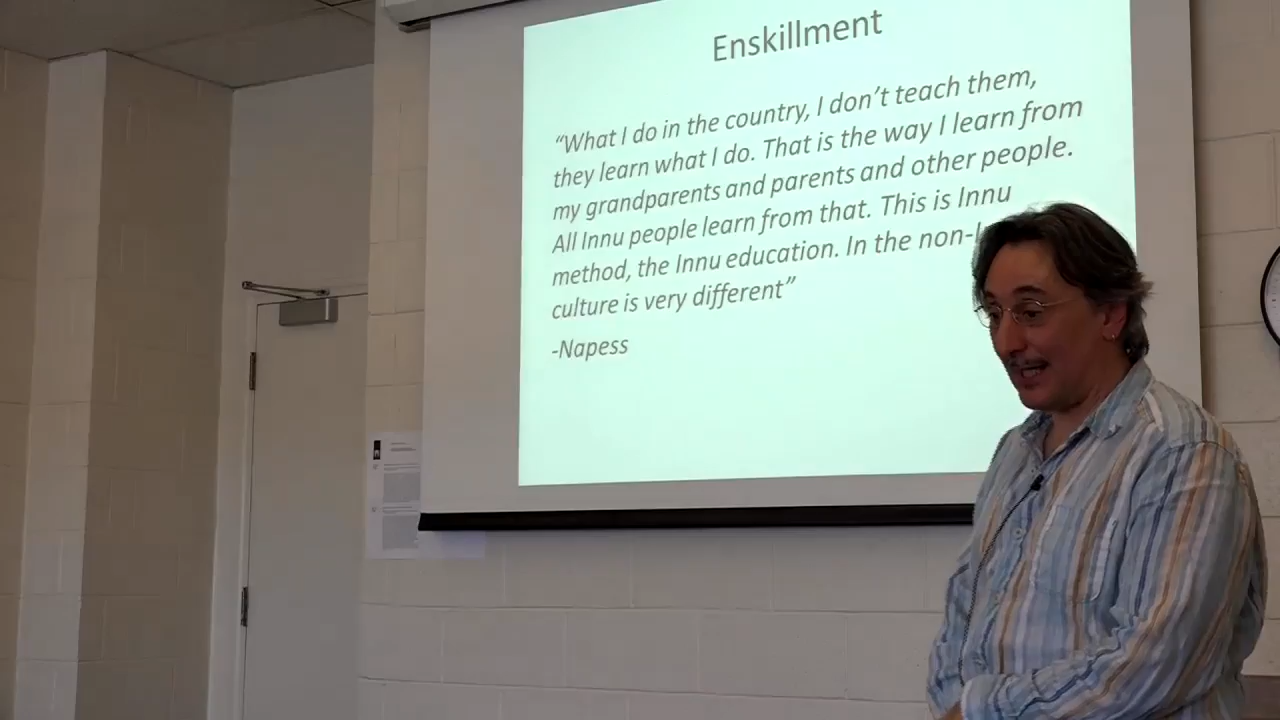 Enskillment
“What I do in the country, I don’t teach them,
they learn what I do. That is the way I learn from
my grandparents and parents and other people.
All Innu people learn from that. This is Innu
method, the Innu education. In the non-
culture is very different”
-Napess